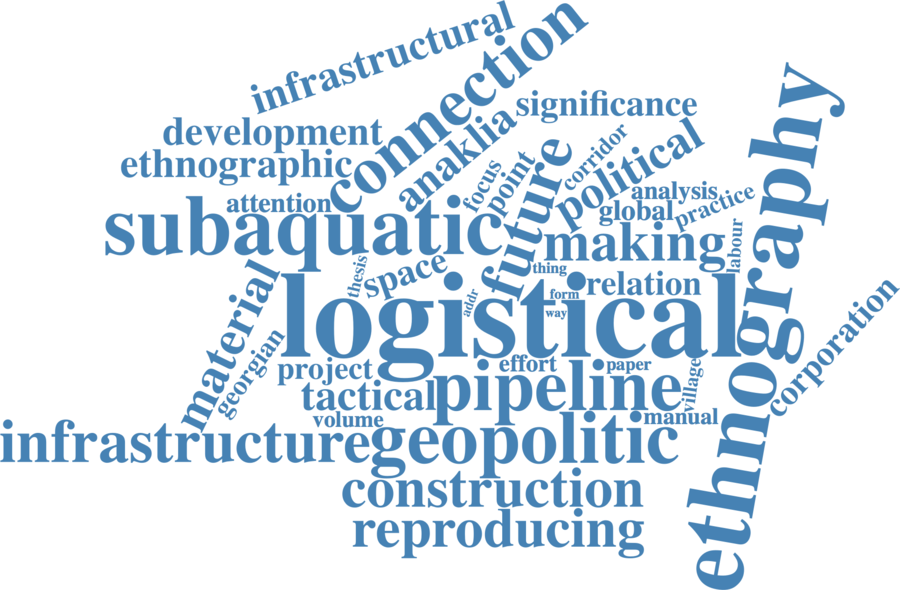 infrastructural
connection
significance
development
ethnographic
anaklia
corridor
political
focus
point
future
attention
analysis
global
practice
subaquatic
making
labour
ethnography
thesis
space
thing
relation
material
logistical
addr
form
way
georgian
project
effort
paper
village
corporation
tactical
pipeline
volume
manual
infrastructure
geopolitic
construction
reproducing